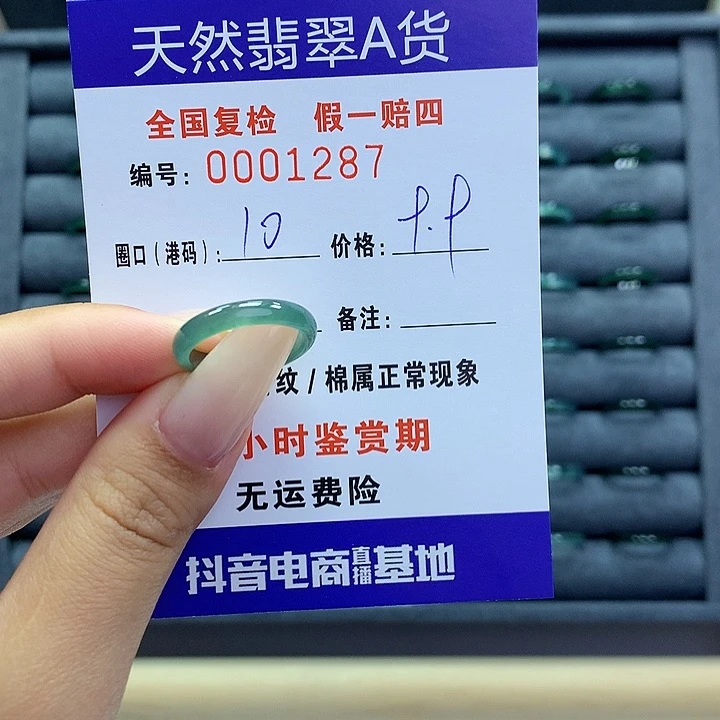 天然翡翠A货
全国复检 假一赔四
编号: 0001287
圈口(港码):10 价格:
备注:
纹/棉属正常现象
小时鉴赏期
无运费险
抖音电商直播基地